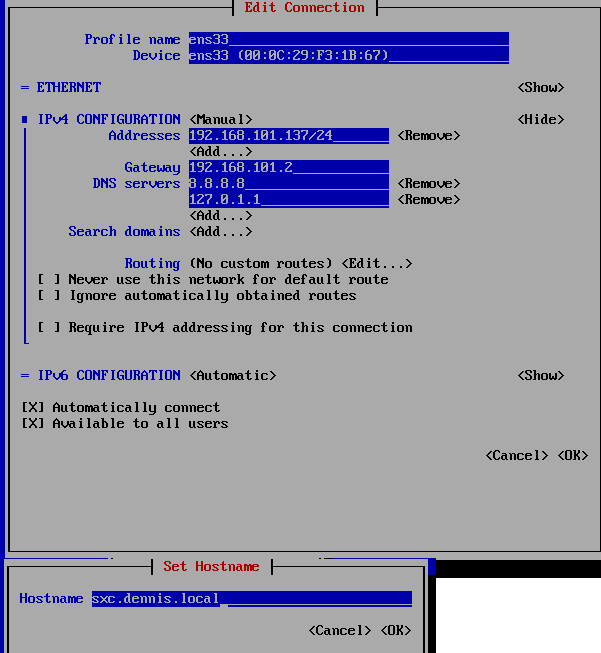 Edit Connection
Profile name ens33
Device ens33 (00:0C:29:F3:1B:67)
= ETHERNET <Show>
IPv4 CONFIGURATION <Manual> <Hide>
Addresses 192.168.101.137/24 <Remove>
<Add...>
Gateway 192.168.101.2
DNS servers 8.8.8.8 <Remove>
127.0.1.1 <Remove>
<Add...>
Search domains <Add...>
Routing (No custom routes) <Edit...>
[ ] Never use this network for default route
[ ] Ignore automatically obtained routes
[ ] Require IPv4 addressing for this connection
= IPv6 CONFIGURATION <Automatic> <Show>
[X] Automatically connect
[X] Available to all users
<Cancel> <OK>
Set Hostname
Hostname sxc.dennis.local
<Cancel> <OK>